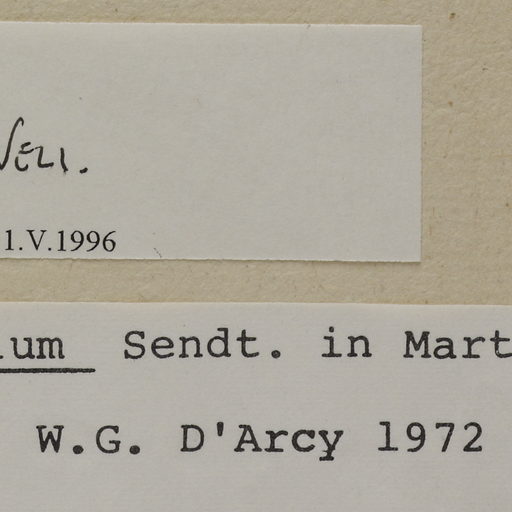 1.V.1996
um Sendt. in Mart
W.G. D'Arcy 1972